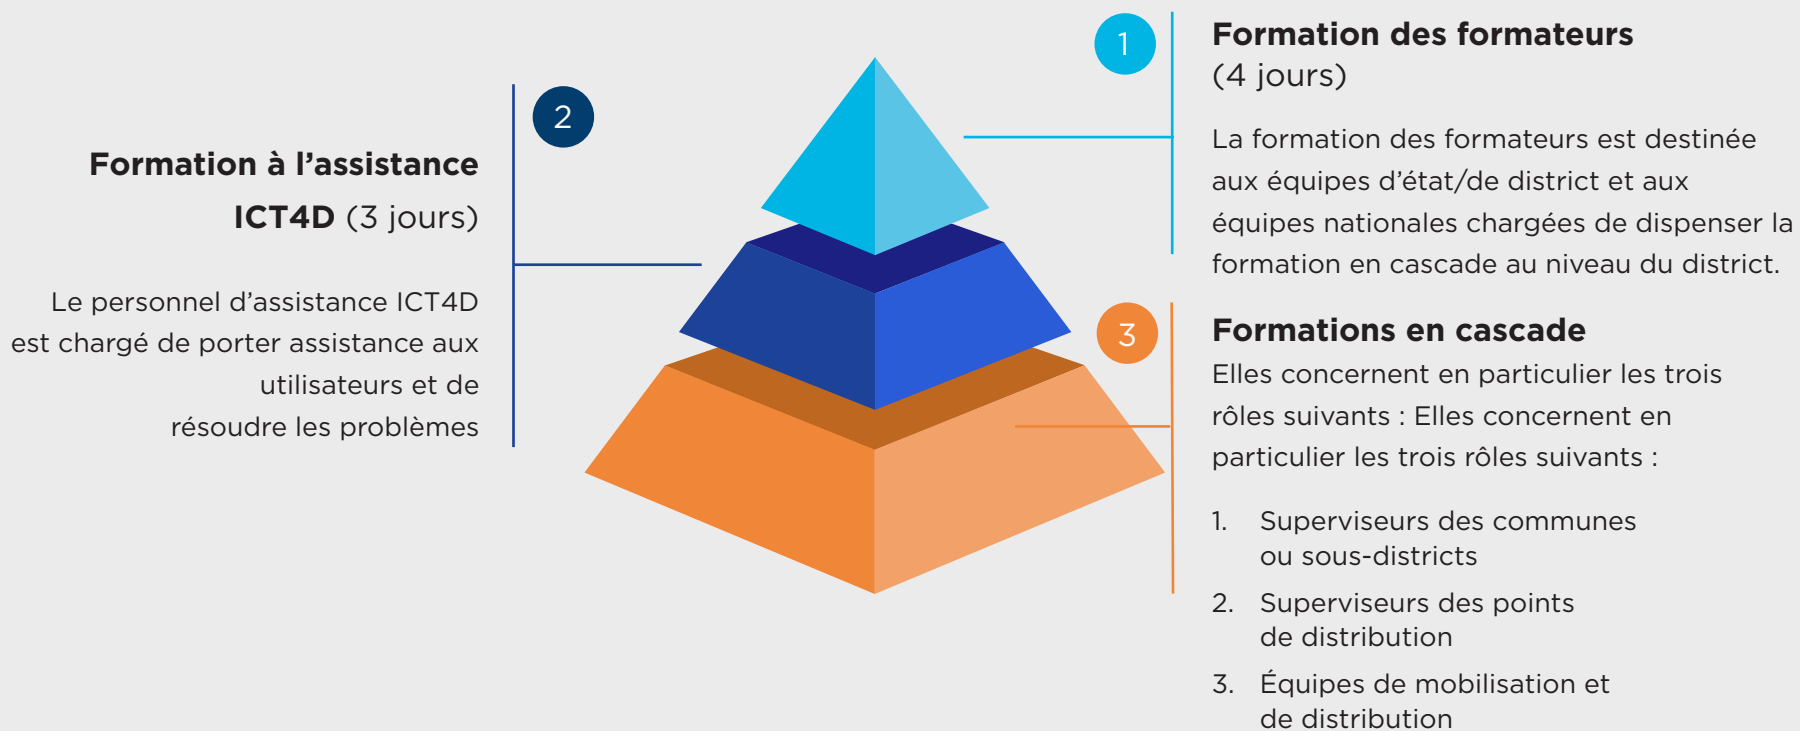 1
Formation des formateurs
(4 jours)
La formation des formateurs est destinée
aux équipes d’état/de district et aux
équipes nationales chargées de dispenser la
formation en cascade au niveau du district.
2
Formation à l’assistance
ICT4D (3 jours)
Le personnel d’assistance ICT4D
est chargé de porter assistance aux
utilisateurs et de
résoudre les problèmes
3
Formations en cascade
Elles concernent en particulier les trois
rôles suivants : Elles concernent en
particulier les trois rôles suivants :
1. Superviseurs des communes
ou sous-districts
2. Superviseurs des points
de distribution
3. Équipes de mobilisation et
de distribution